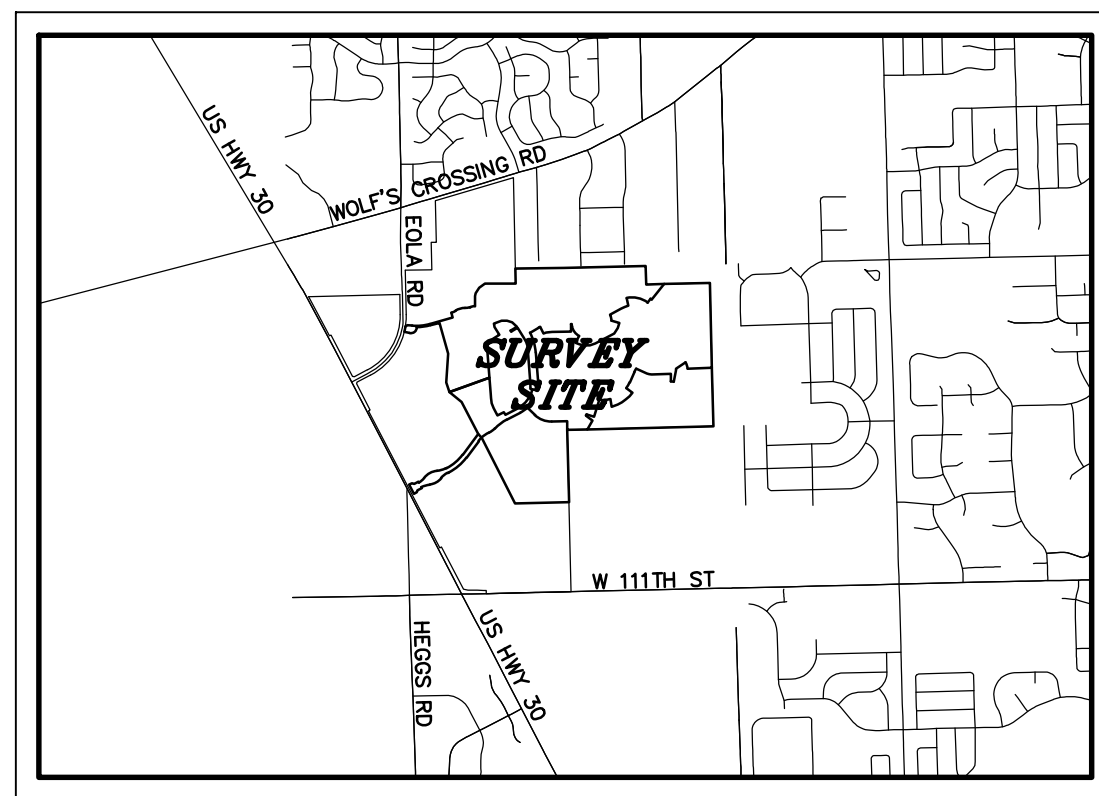 US HWY 30
WOLF'S CROSSING RD
EOLA RD
SURVEY
SITE
W 111TH ST
HEGGS RD
US HWY 30